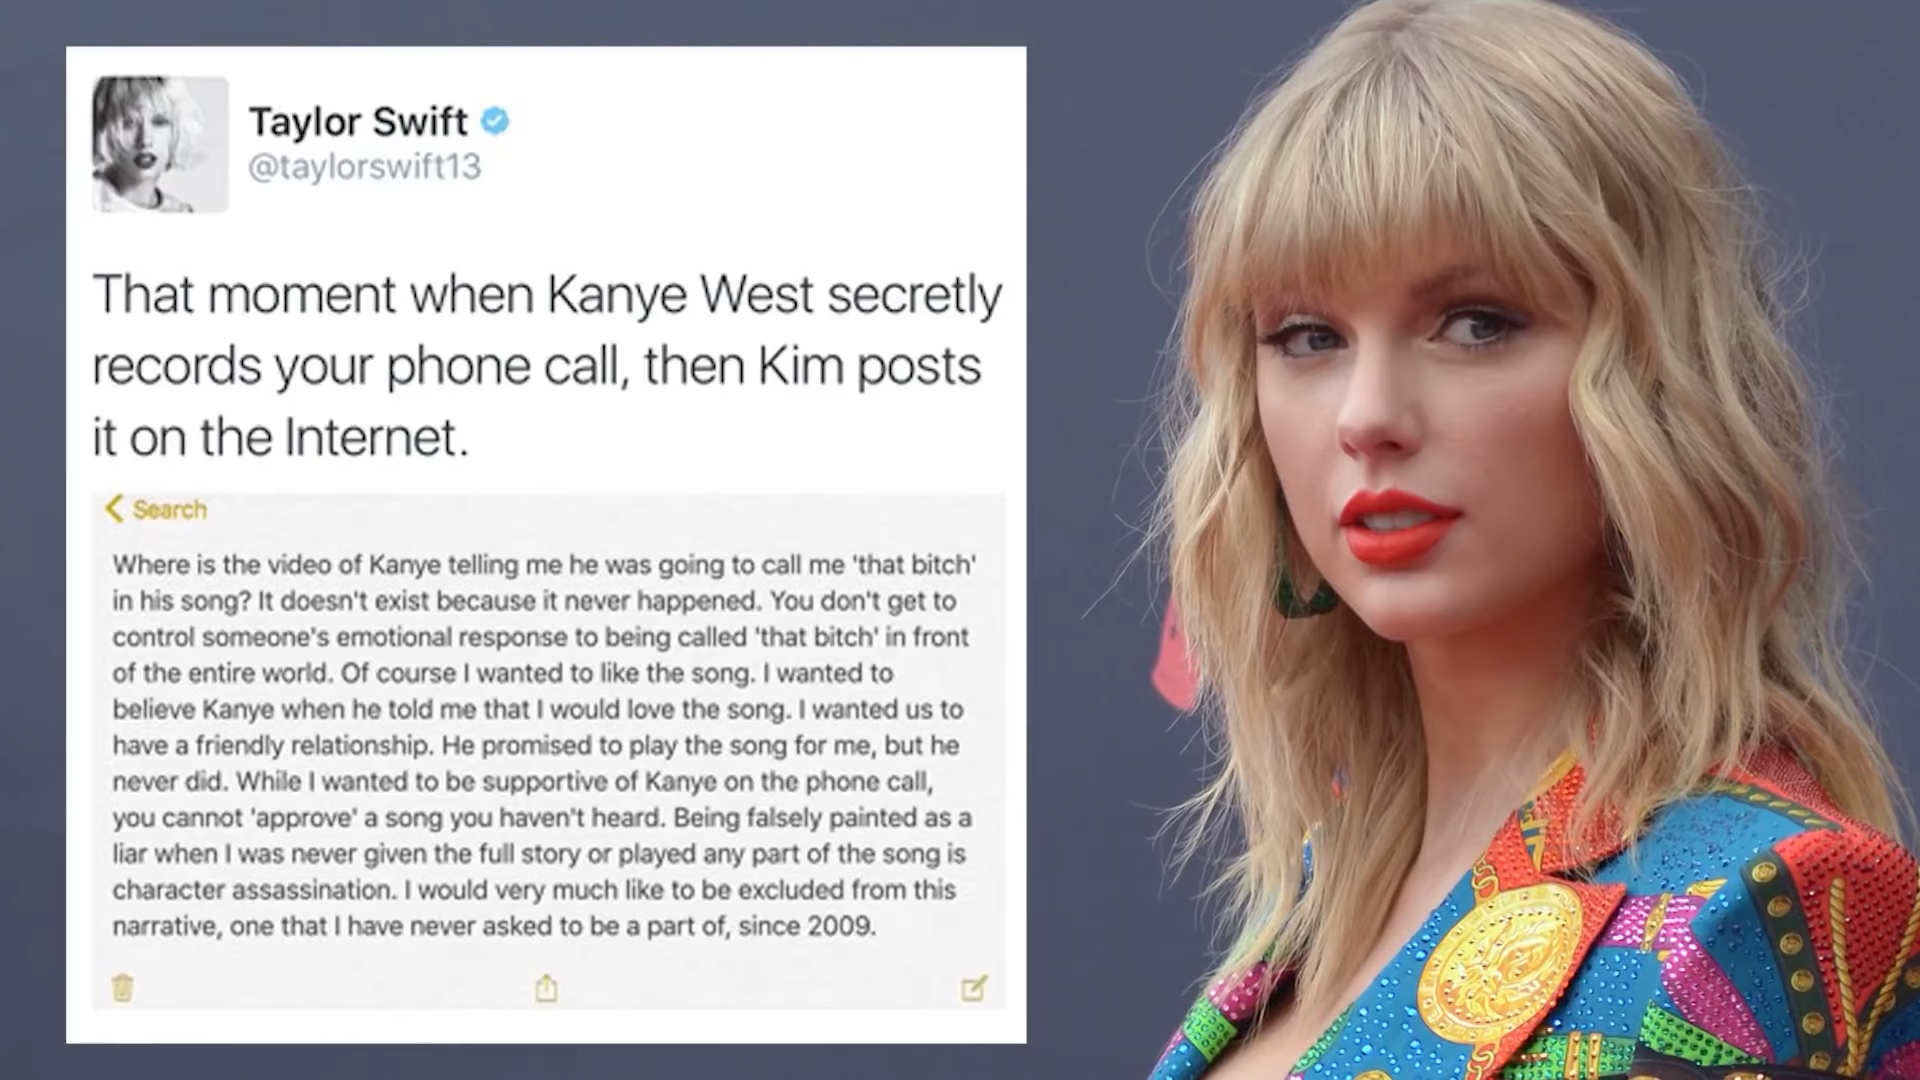 Taylor Swift
@taylorswift13
That moment when Kanye West secretly
records your phone call, then Kim posts
it on the Internet.
Search
Where is the video of Kanye telling me he was going to call me 'that bitch'
in his song? It doesn't exist because it never happened. You don't get to
control someone's emotional response to being called 'that bitch' in front
of the entire world. Of course I wanted to like the song. I wanted to
believe Kanye when he told me that I would love the song. I wanted us to
have a friendly relationship. He promised to play the song for me, but he
never did. While I wanted to be supportive of Kanye on the phone call,
you cannot 'approve' a song you haven't heard. Being falsely painted as a
liar when I was never given the full story or played any part of the song is
character assassination. I would very much like to be excluded from this
narrative, one that I have never asked to be a part of, since 2009.